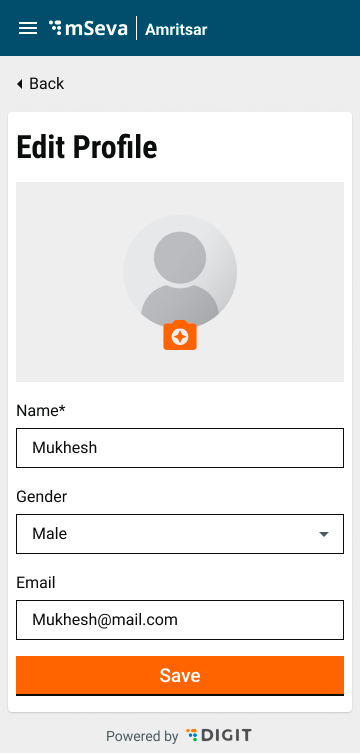 mSeva | Amritsar
Back
Edit Profile
Name*
Mukhesh
Gender
Male
Email
Mukhesh@mail.com
Save
Powered by DIGIT